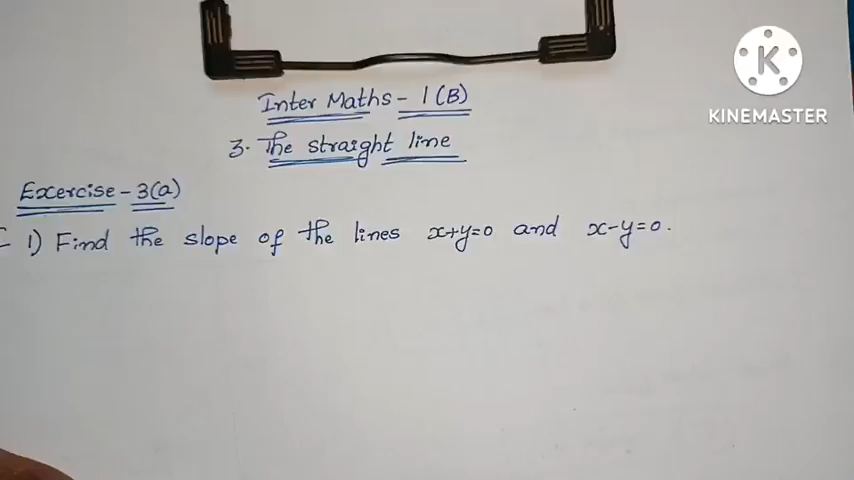 Inter Maths - 1(B)
3. The straight line
Exercise - 3(a)
1) Find the slope of the lines x+y=0 and x-y=0.
K
KINEMASTER